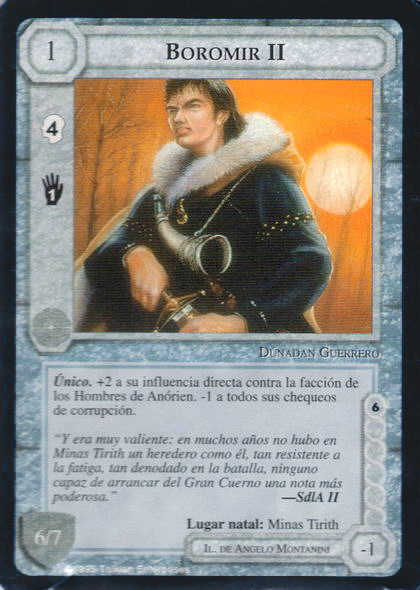 1
BOROMIR II
4
1
DÚNADAN GUERRERO
Único. +2 a su influencia directa contra la facción de
los Hombres de Anórien. -1 a todos sus chequeos
de corrupción.
6
"Y era muy valiente: en muchos años no hubo en
Minas Tirith un heredero como él, tan resistente a
la fatiga, tan denodado en la batalla, ninguno
capaz de arrancar del Gran Cuerno una nota más
poderosa." —SdlA II
Lugar natal: Minas Tirith
6/7
IL. DE ANGELO MONTANINI
-1
©1995 Tolkien Enterprises